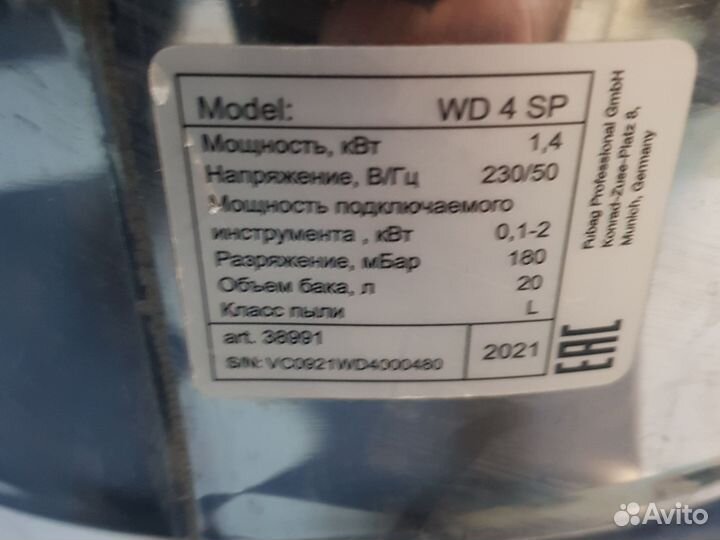 Model: WD 4 SP
Мощность, кВт 1,4
Напряжение, В/Гц 230/50
Мощность подключаемого
инструмента , кВт 0,1-2
Разряжение, мБар 180
Объем бака, л 20
Класс пыли L
art. 38991
S/N: VC0921WD4000480
2021
EAC
Fubag Professional GmbH
Konrad-Zuse-Platz 8,
Munich, Germany
Avito